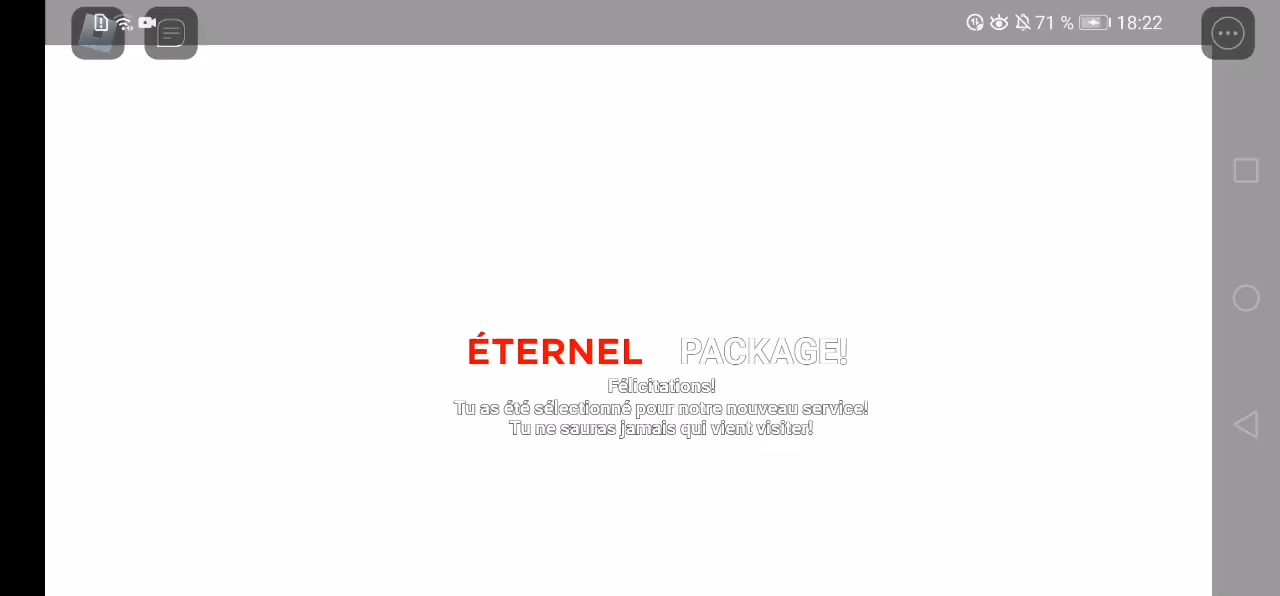 71 % 18:22
ÉTERNEL PACKAGE!
Félicitations!
Tu as été sélectionné pour notre nouveau service!
Tu ne sauras jamais qui vient visiter!